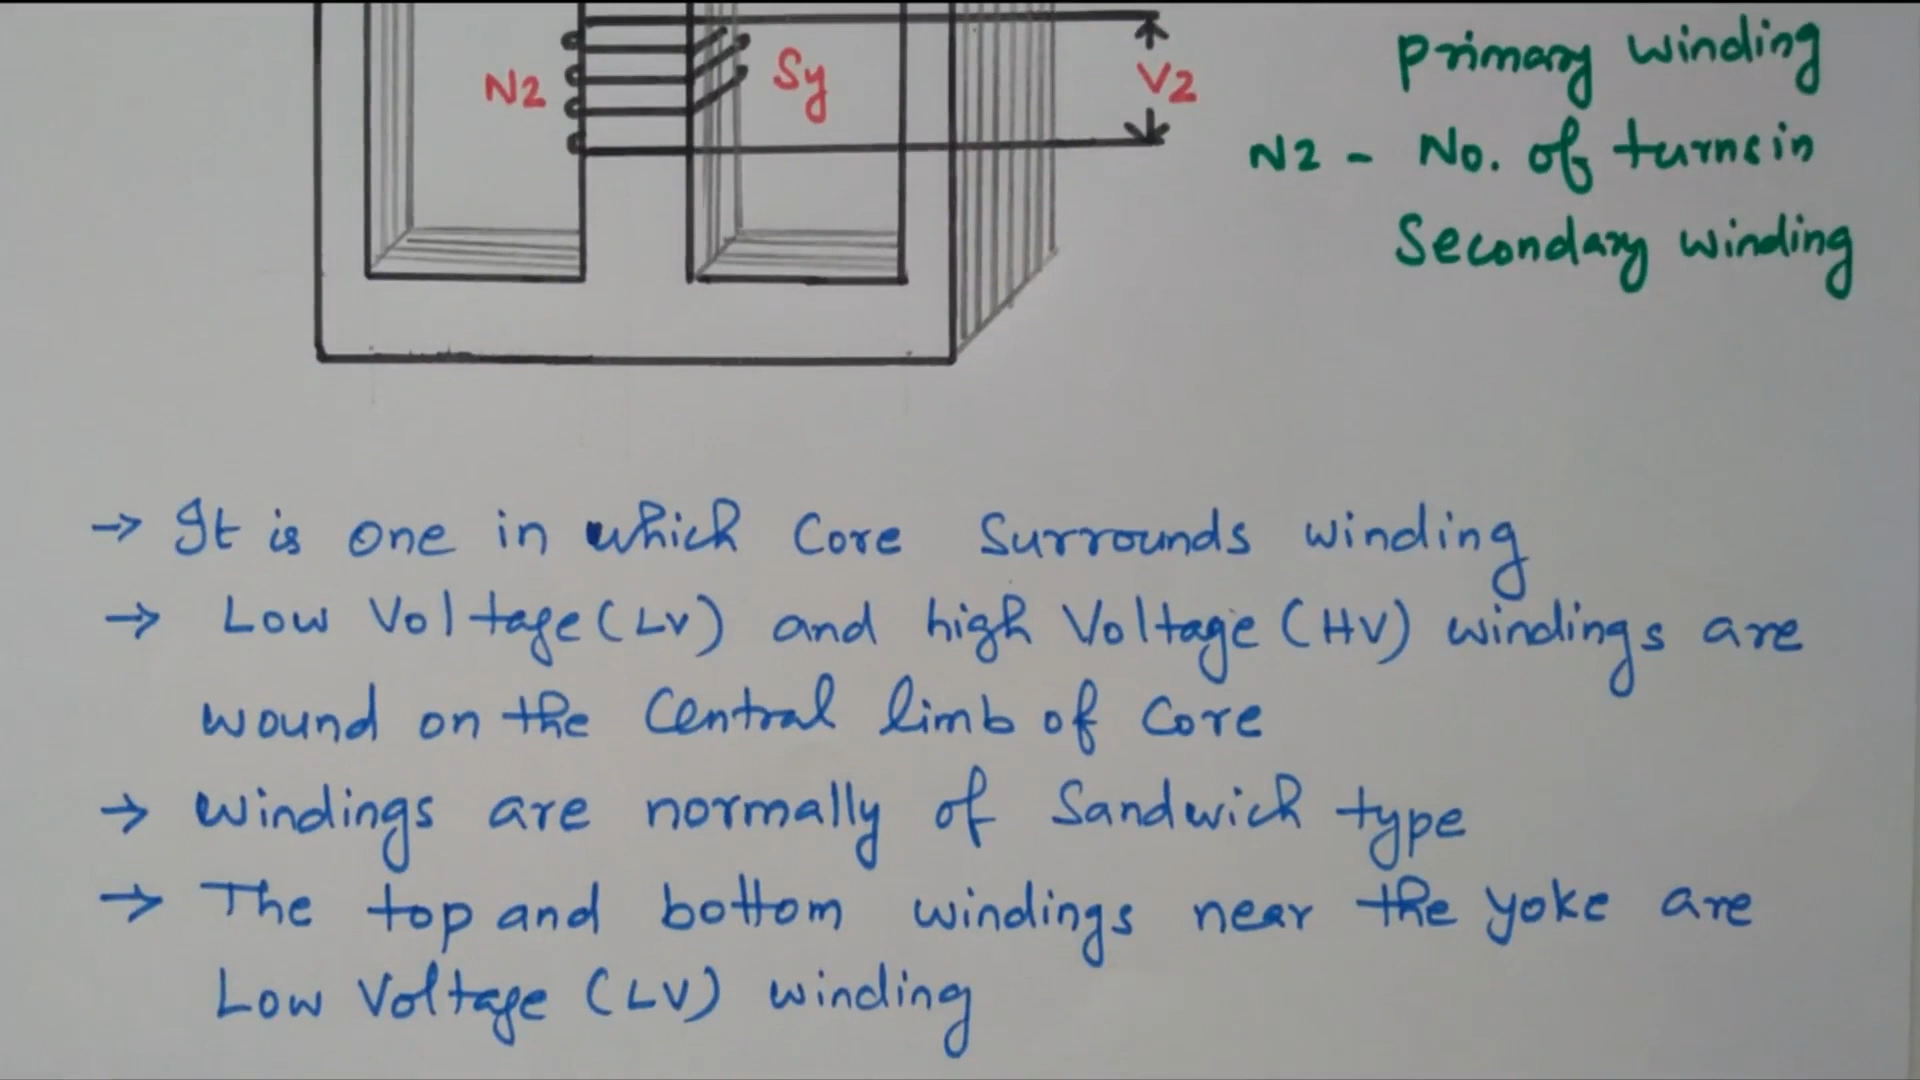 N2
Sy
V2
Primary winding
N2 - No. of turns in
Secondary winding
→ It is one in which Core Surrounds winding
→ Low Voltage (LV) and high Voltage (HV) windings are
wound on the Central limb of Core
→ windings are normally of Sandwich type
→ The top and bottom windings near the yoke are
Low Voltage (LV) winding